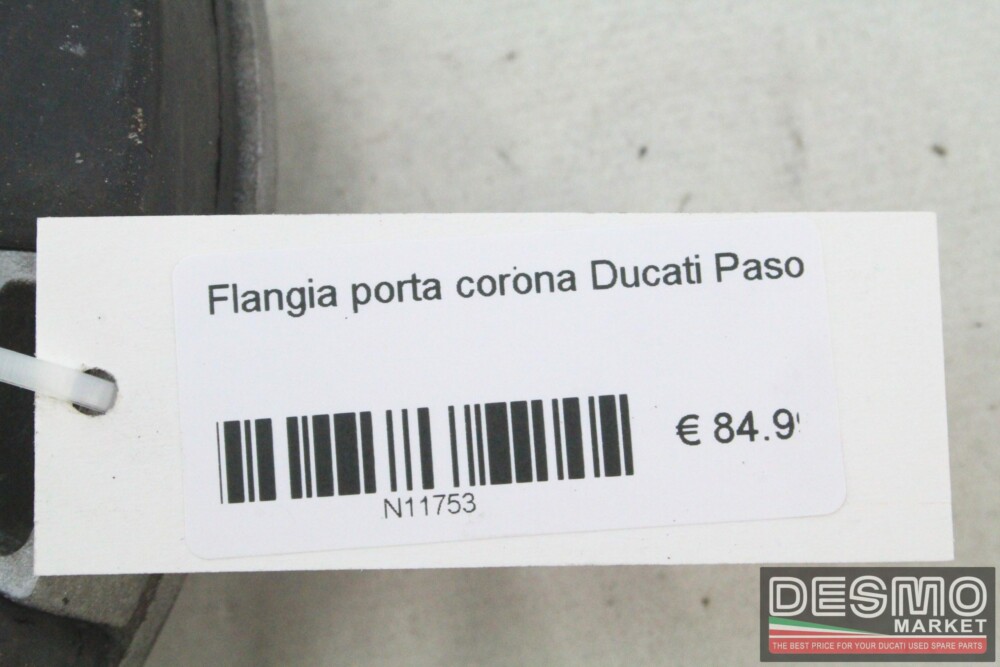 Flangia porta corona Ducati Paso
€ 84.9
N11753
DESMO
MARKET
THE BEST PRICE FOR YOUR DUCATI USED SPARE PARTS